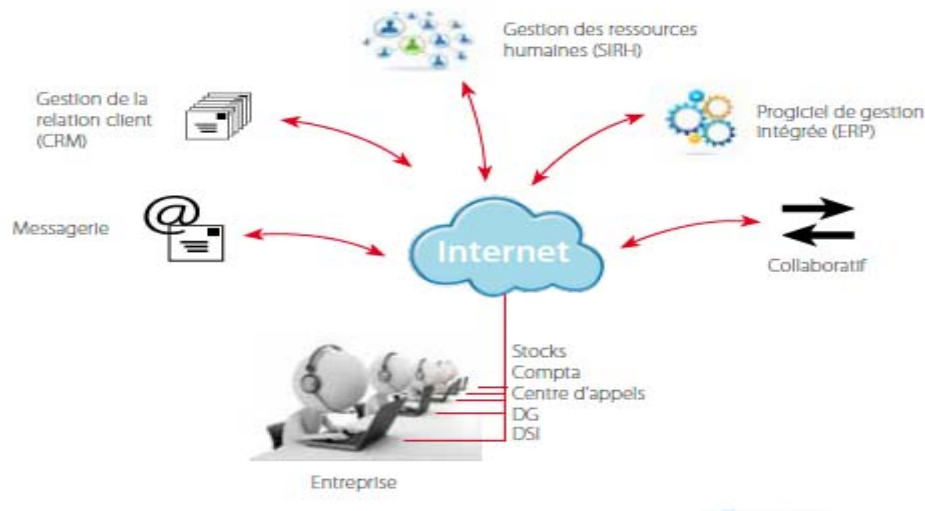 Gestion des ressources
humaines (SIRH)
Gestion de la
relation client
(CRM)
Progiciel de gestion
intégrée (ERP)
Messagerie
@
Internet
Collaboratif
Stocks
Compta
Centre d'appels
DG
DSI
Entreprise